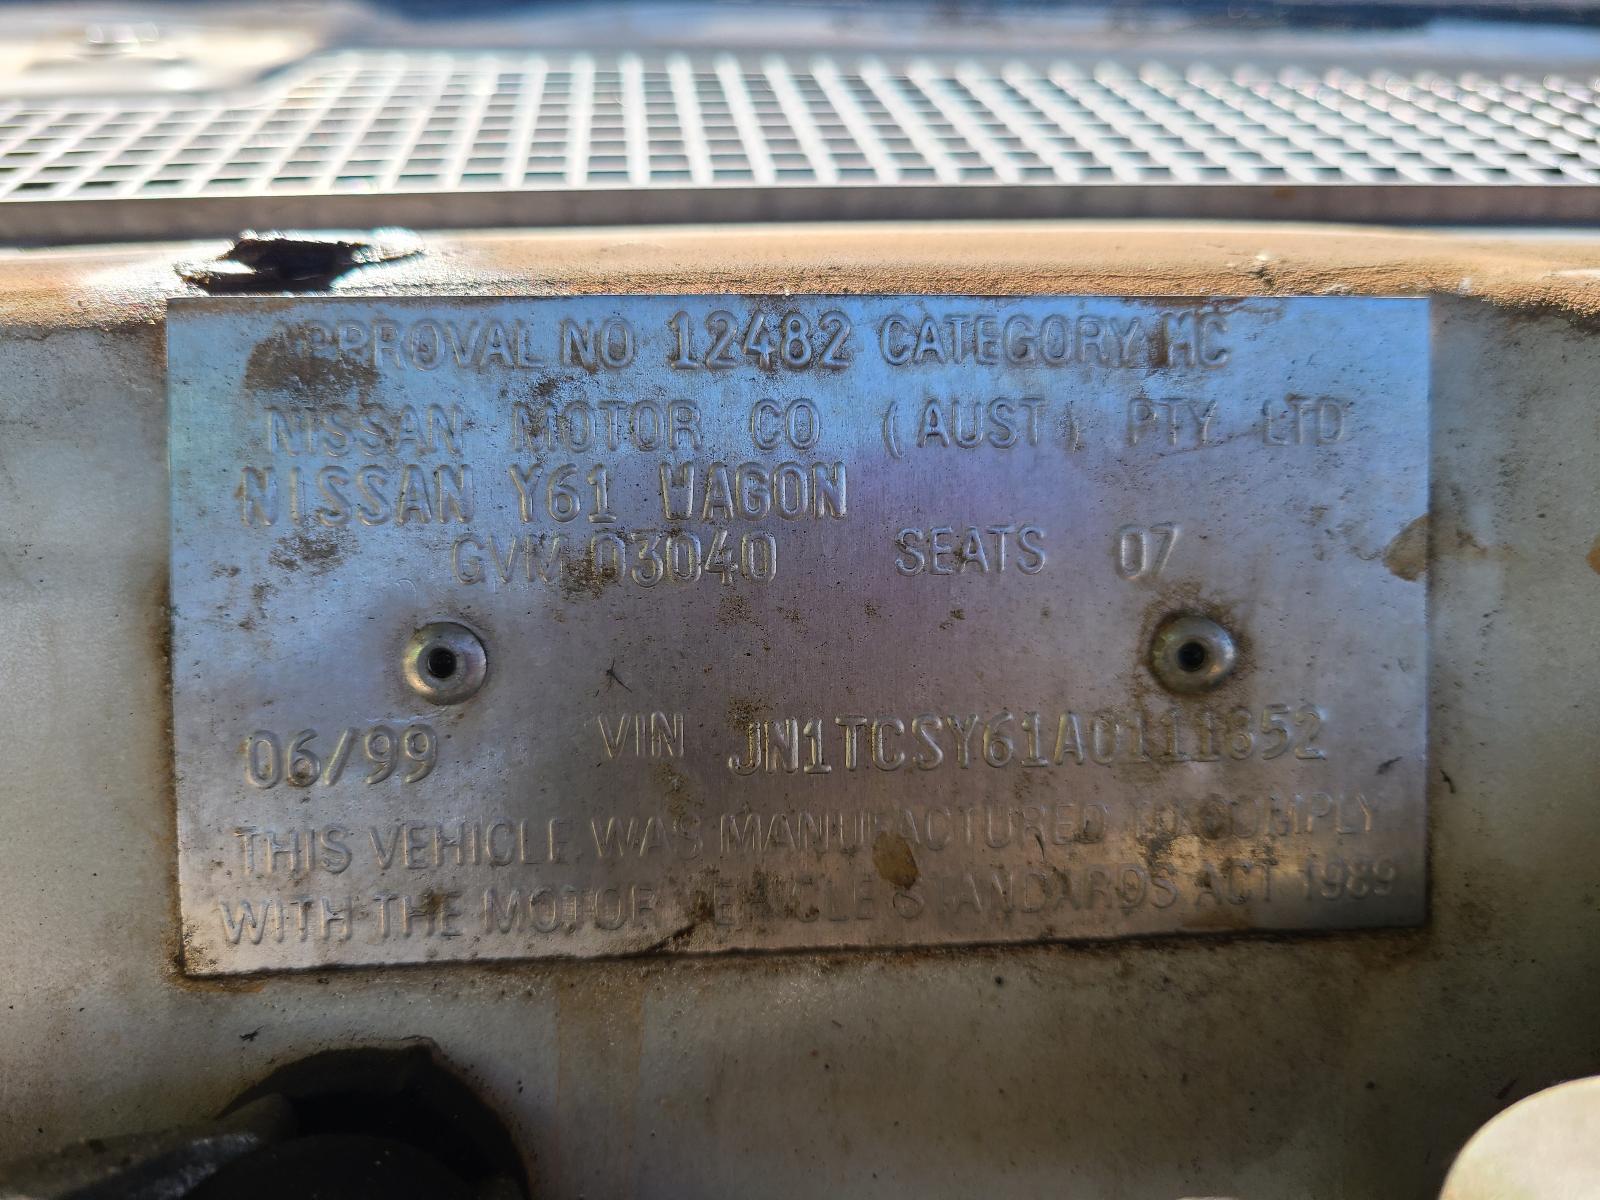 APPROVAL NO 12482 CATEGORY MC
NISSAN MOTOR CO (AUST) PTY LTD
NISSAN Y61 WAGON
GVM 03040 SEATS 07
06/99 VIN JN1TCSY61A0111852
THIS VEHICLE WAS MANUFACTURED TO COMPLY
WITH THE MOTOR VEHICLE STANDARDS ACT 1989